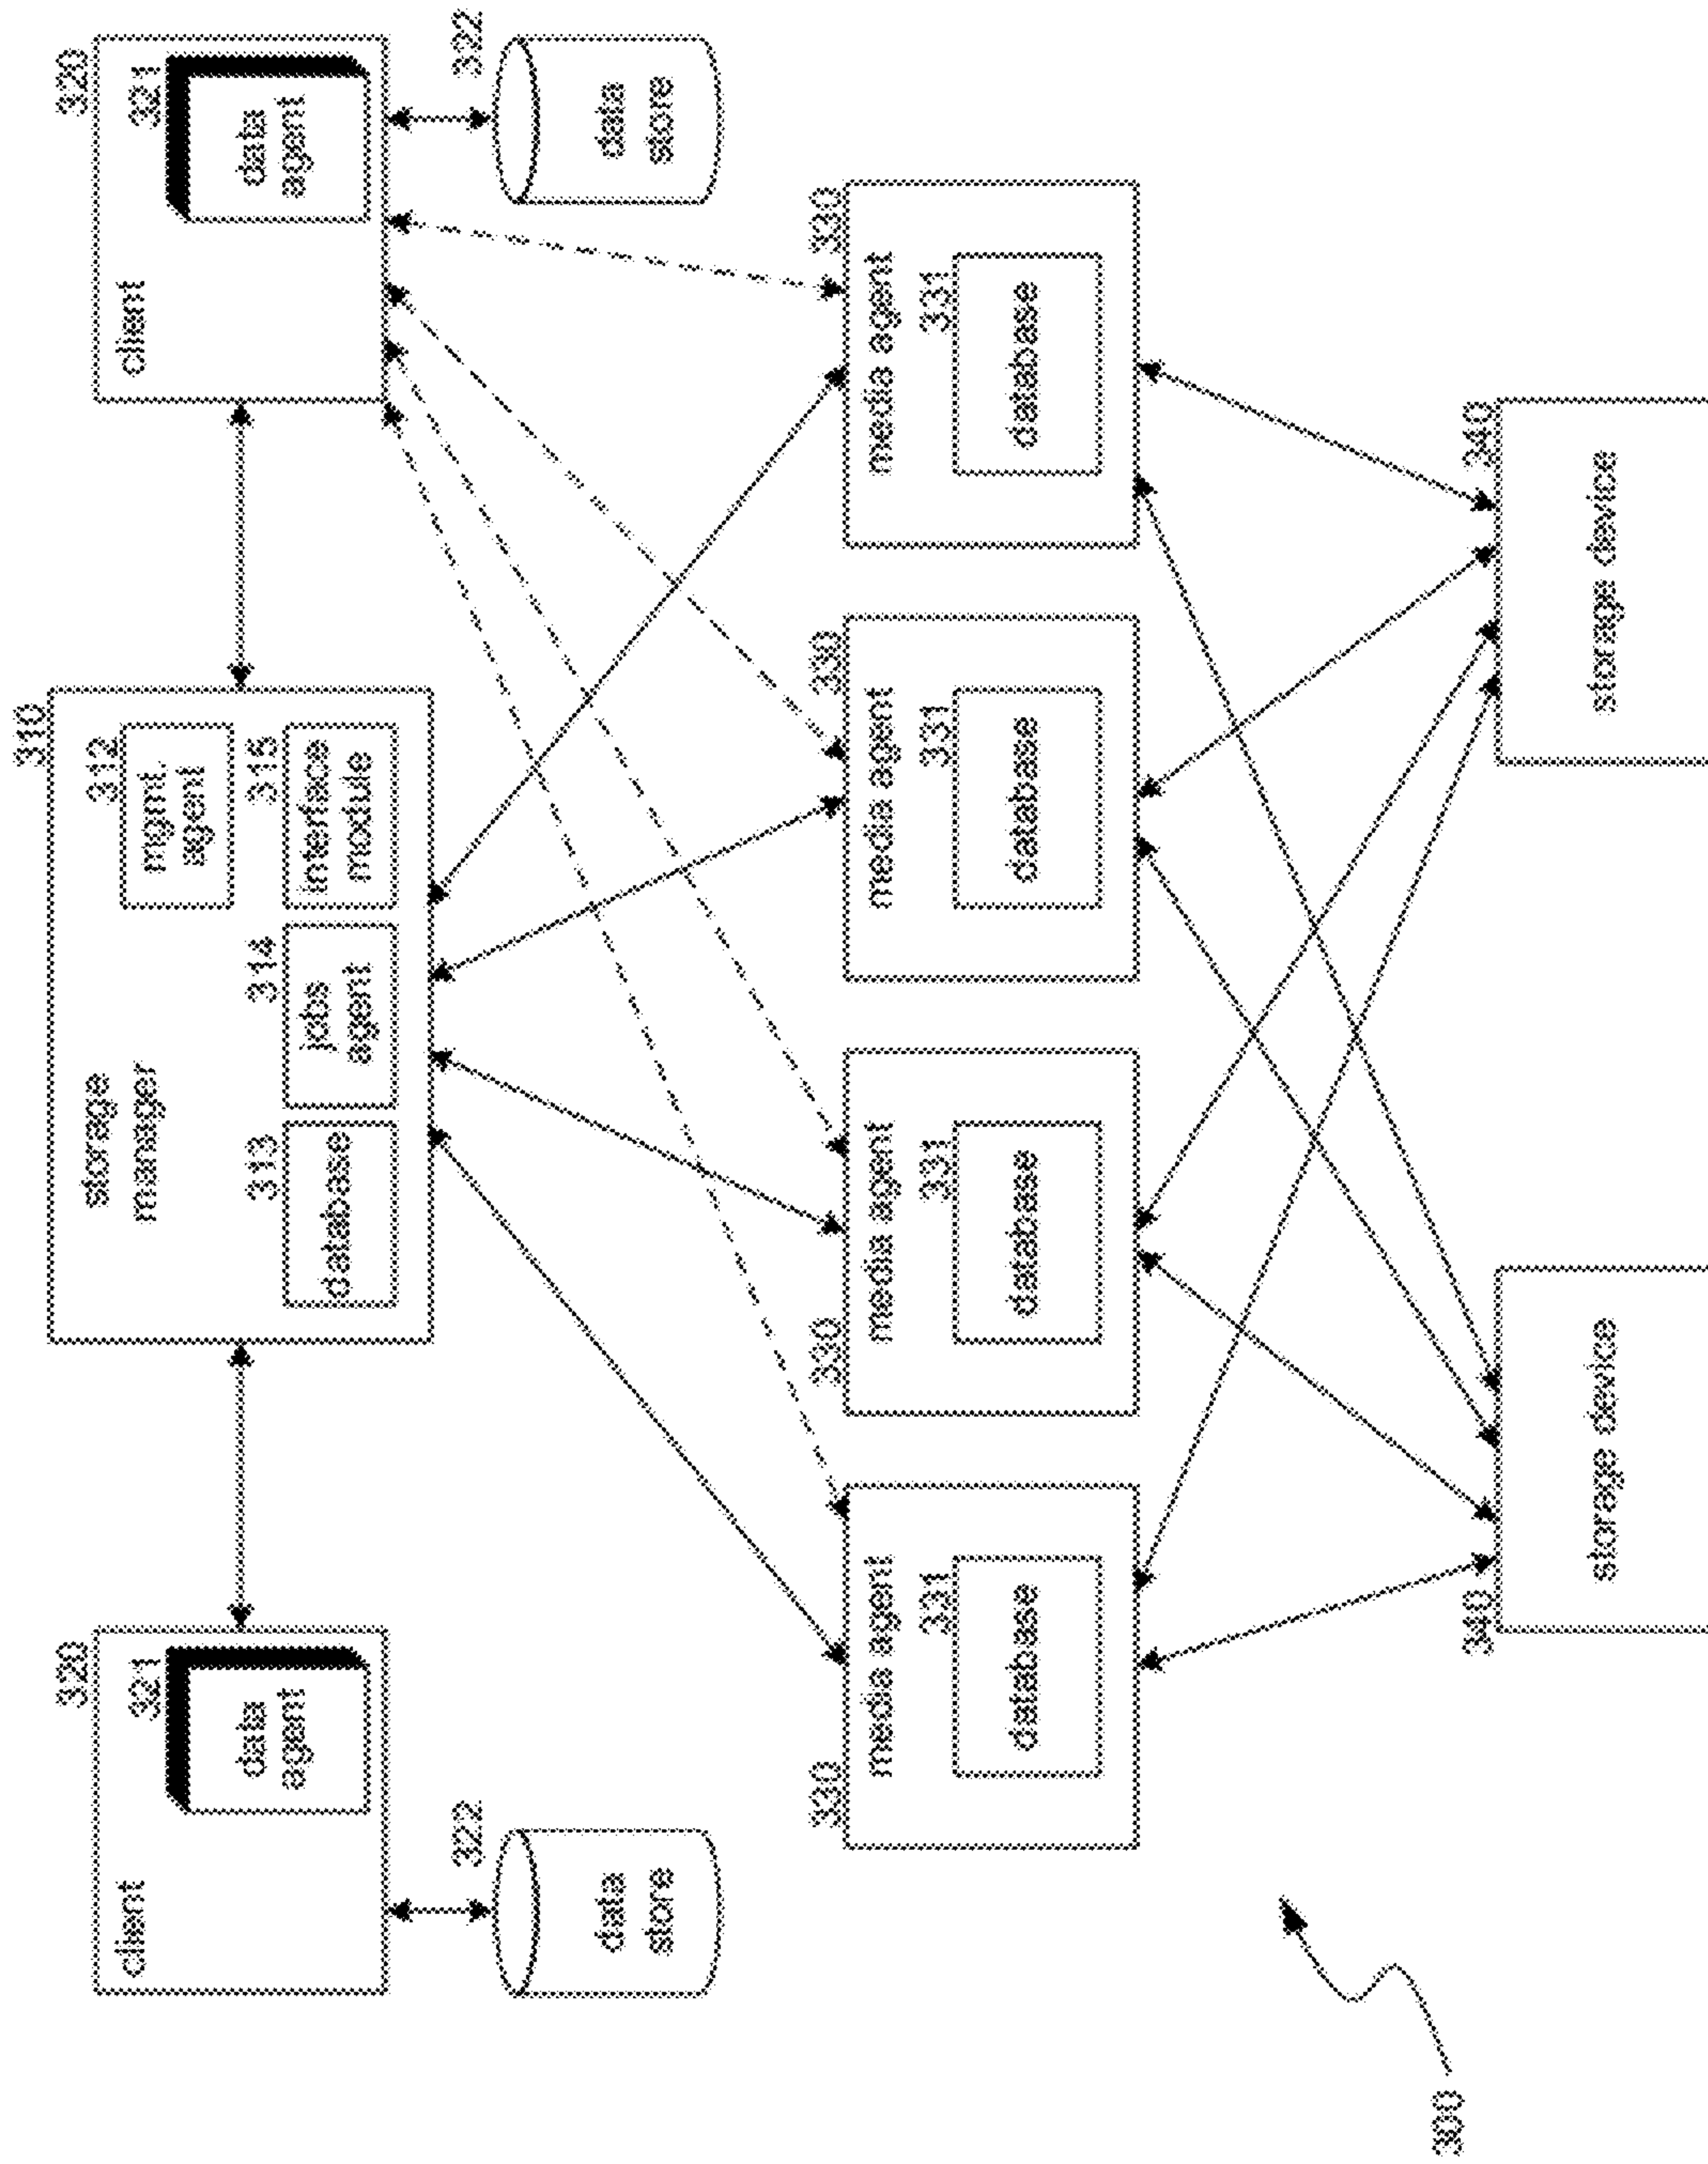 310
storage
manager
312
mgmt.
agent
313
database
314
jobs
agent
315
interface
module
320
client
321
data
agent
322
data
store
320
client
321
data
agent
322
data
store
330
media agent
331
database
330
media agent
331
database
330
media agent
331
database
330
media agent
331
database
340
storage device
340
storage device
300